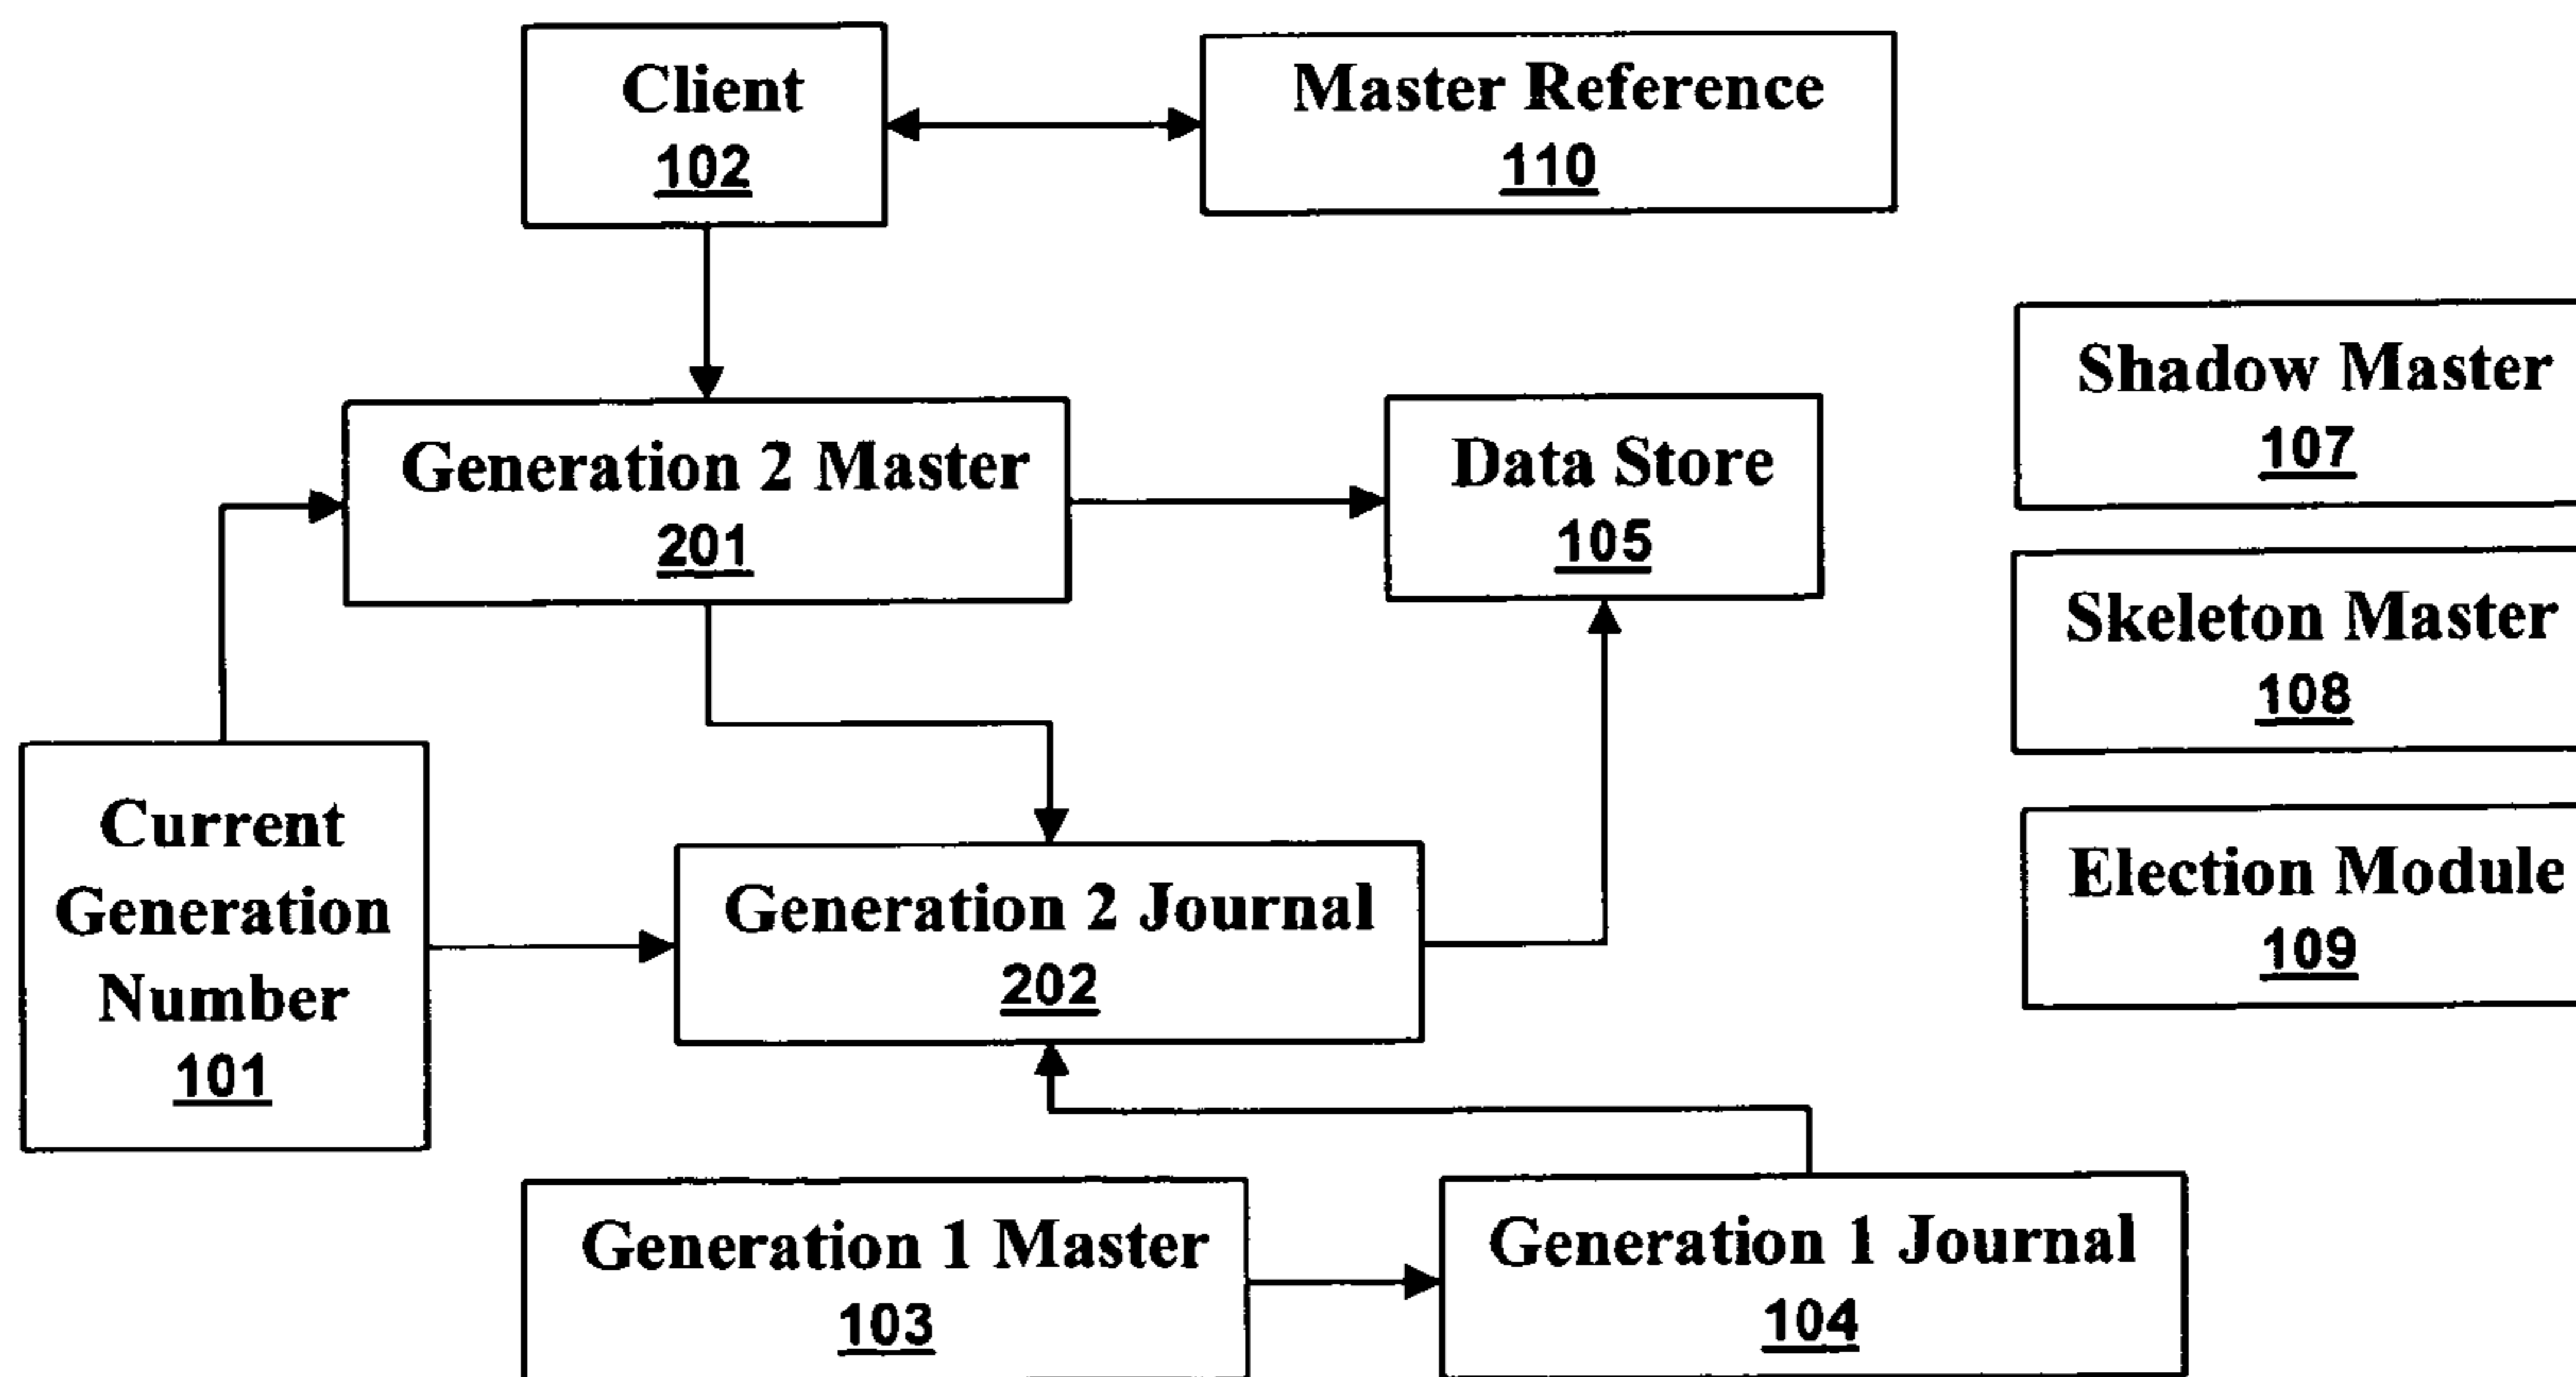 Client
102
Master Reference
110
Shadow Master
107
Generation 2 Master
201
Data Store
105
Skeleton Master
108
Current
Generation
Number
101
Generation 2 Journal
202
Election Module
109
Generation 1 Master
103
Generation 1 Journal
104